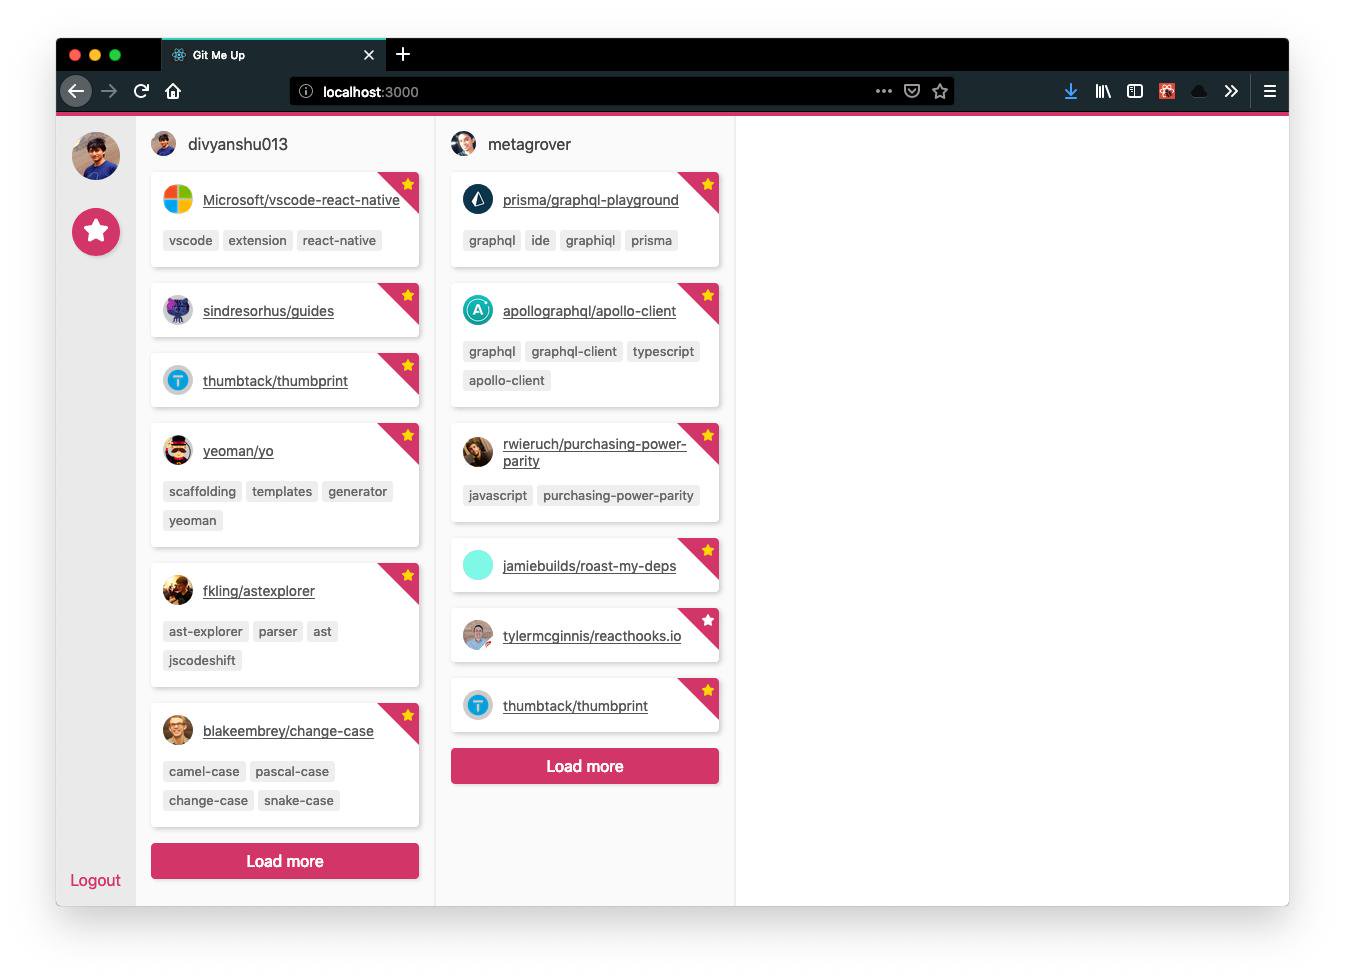 Git Me Up
localhost:3000
divyanshu013
Microsoft/vscode-react-native
vscode extension react-native
sindresorhus/guides
thumbtack/thumbprint
yeoman/yo
scaffolding templates generator
yeoman
fkling/astexplorer
ast-explorer parser ast
jscodeshift
blakeembrey/change-case
camel-case pascal-case
change-case snake-case
Load more
metagrover
prisma/graphql-playground
graphql ide graphiql prisma
apollographql/apollo-client
graphql graphql-client typescript
apollo-client
rwieruch/purchasing-power-
parity
javascript purchasing-power-parity
jamiebuilds/roast-my-deps
tylermcginnis/reacthooks.io
thumbtack/thumbprint
Load more
Logout